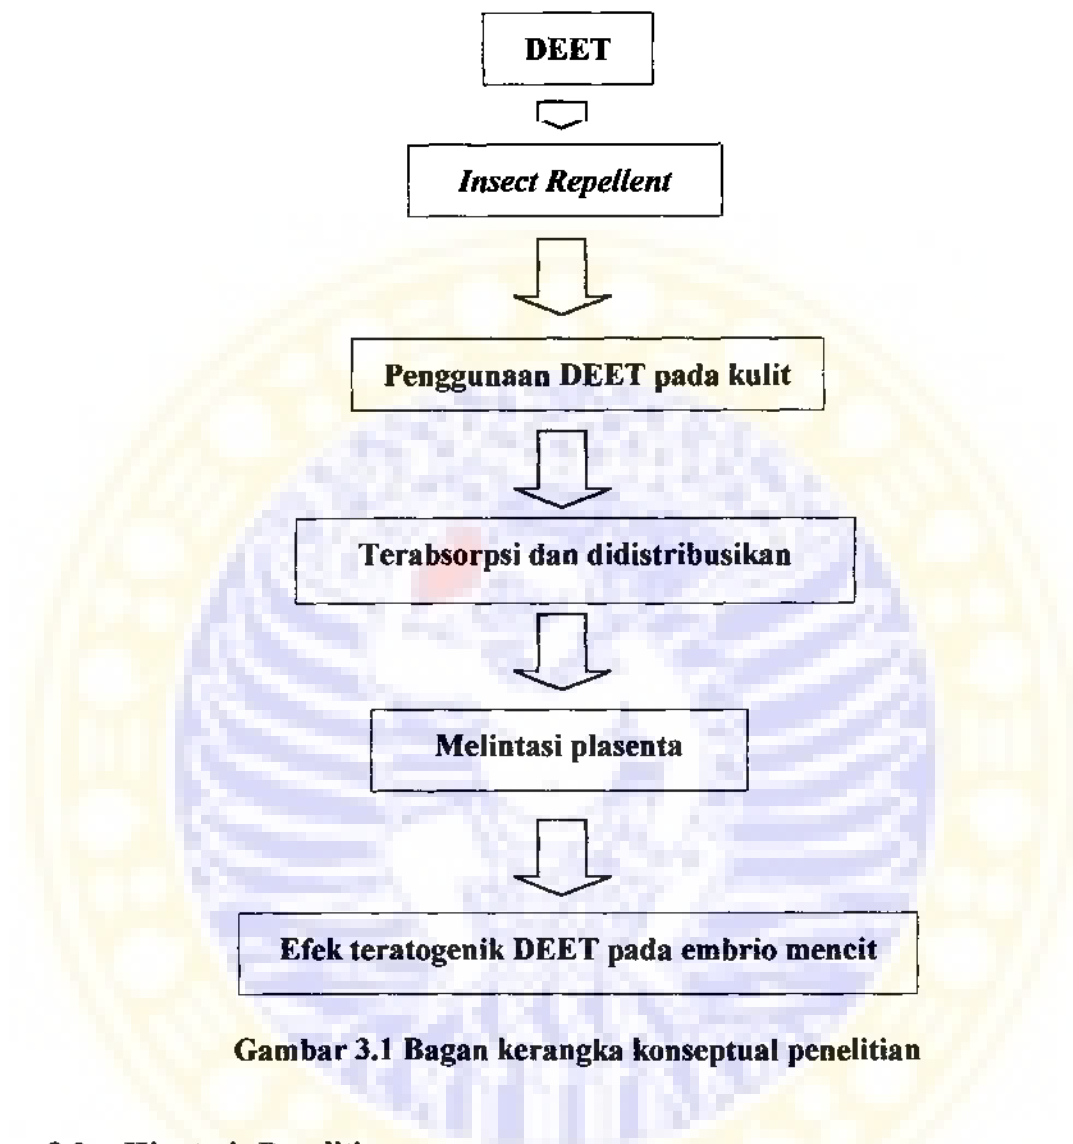 DEET
Insect Repellent
Penggunaan DEET pada kulit
Terabsorpsi dan didistribusikan
Melintasi plasenta
Efek teratogenik DEET pada embrio mencit
Gambar 3.1 Bagan kerangka konseptual penelitian